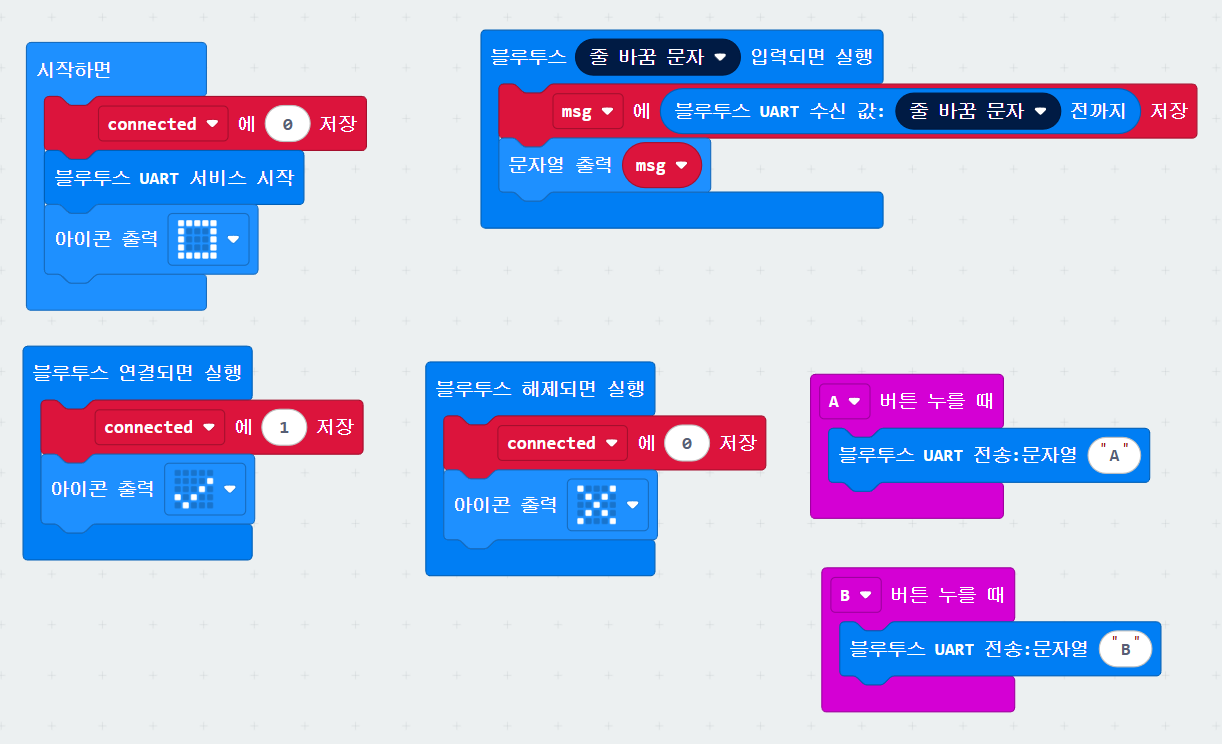 시작하면
connected 에 0 저장
블루투스 UART 서비스 시작
아이콘 출력
블루투스 줄 바꿈 문자 입력되면 실행
msg 에 블루투스 UART 수신 값: 줄 바꿈 문자 전까지 저장
문자열 출력 msg
블루투스 연결되면 실행
connected 에 1 저장
아이콘 출력
블루투스 해제되면 실행
connected 에 0 저장
아이콘 출력
A 버튼 누를 때
블루투스 UART 전송:문자열 "A"
B 버튼 누를 때
블루투스 UART 전송:문자열 "B"